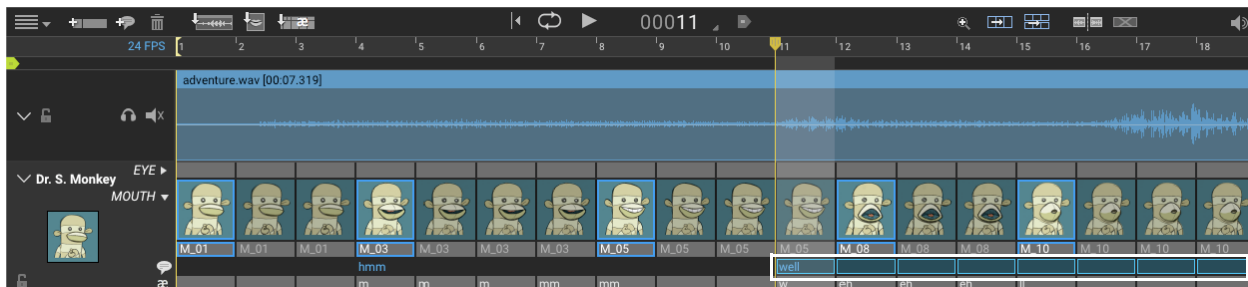 æ 00011
24 FPS 1 2 3 4 5 6 7 8 9 10 11 12 13 14 15 16 17 18
adventure.wav [00:07.319]
EYE
Dr. S. Monkey
MOUTH
M_01 M_01 M_01 M_03 M_03 M_03 M_03 M_05 M_05 M_05 M_05 M_08 M_08 M_08 M_10 M_10 M_10 M_10
hmm well
æ m m m mm mm w eh eh eh ll